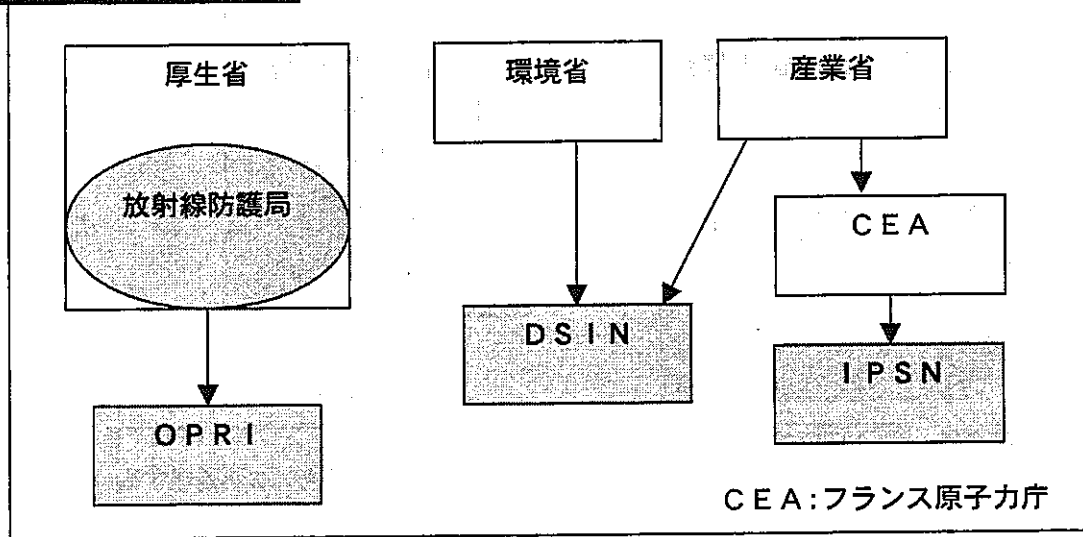 厚生省
環境省
産業省
放射線防護局
CEA
DSIN
IPSN
OPRI
CEA:フランス原子力庁